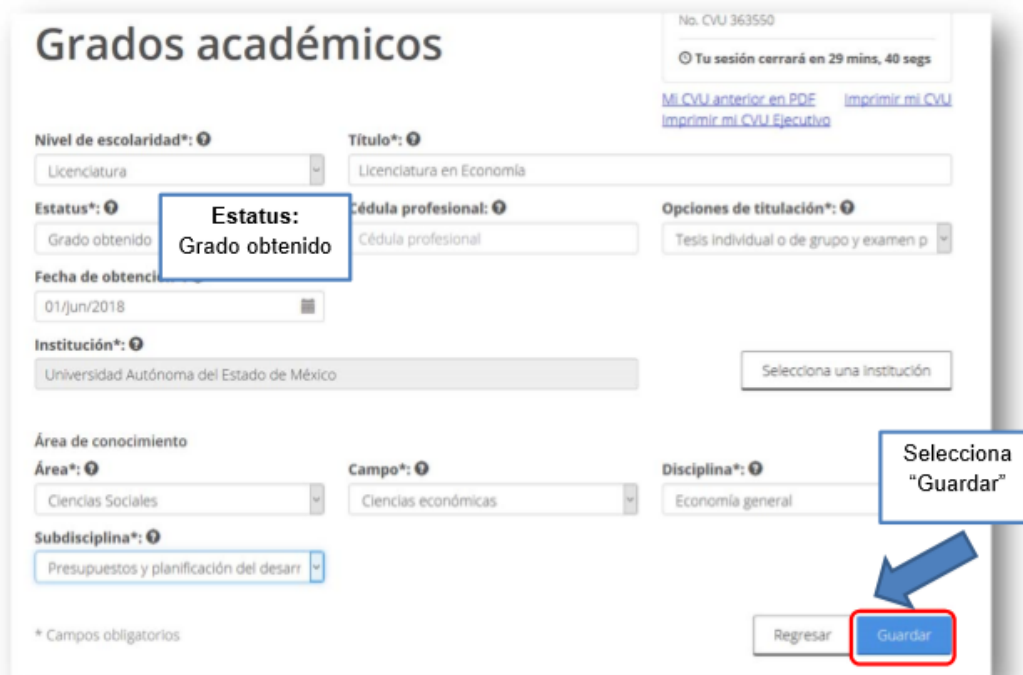 No. CVU 363550
Grados académicos
Tu sesión cerrará en 29 mins, 40 segs
Mi CVU anterior en PDF Imprimir mi CVU
Imprimir mi CVU Ejecutivo
Nivel de escolaridad*: Título*:
Licenciatura Licenciatura en Economía
Estatus*: Cédula profesional: Opciones de titulación*:
Grado obtenido Cédula profesional Tesis individual o de grupo y examen p
Estatus:
Grado obtenido
Fecha de obtenció
01/jun/2018
Institución*:
Universidad Autónoma del Estado de México Selecciona una institución
Área de conocimiento
Área*: Campo*: Disciplina*:
Ciencias Sociales Ciencias económicas Economía general
Selecciona
“Guardar”
Subdisciplina*:
Presupuestos y planificación del desarr
* Campos obligatorios Regresar Guardar